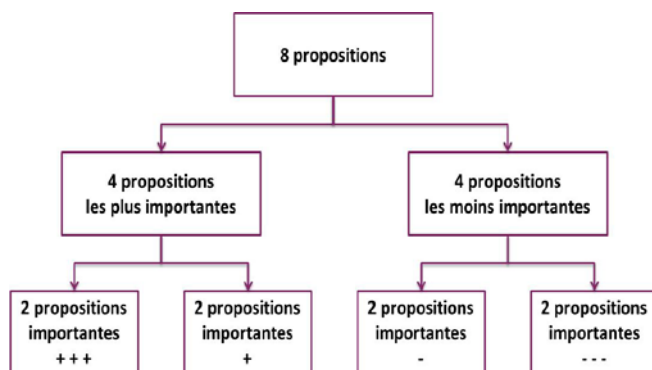 8 propositions
4 propositions
les plus importantes
4 propositions
les moins importantes
2 propositions
importantes
+ + +
2 propositions
importantes
+
2 propositions
importantes
-
2 propositions
importantes
- - -